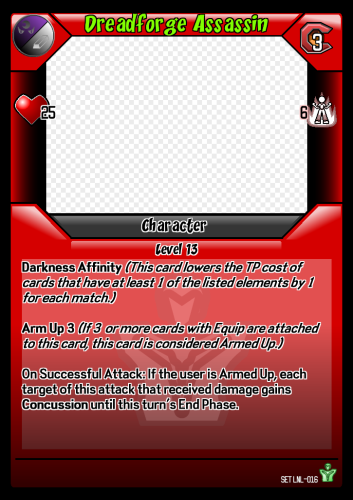 Dreadforge Assassin
3
25
6
Character
Level 13
Darkness Affinity (This card lowers the TP cost of
cards that have at least 1 of the listed elements by 1
for each match.)
Arm Up 3 (If 3 or more cards with Equip are attached
to this card, this card is considered Armed Up.)
On Successful Attack: If the user is Armed Up, each
target of this attack that received damage gains
Concussion until this turn's End Phase.
SET LNL-016